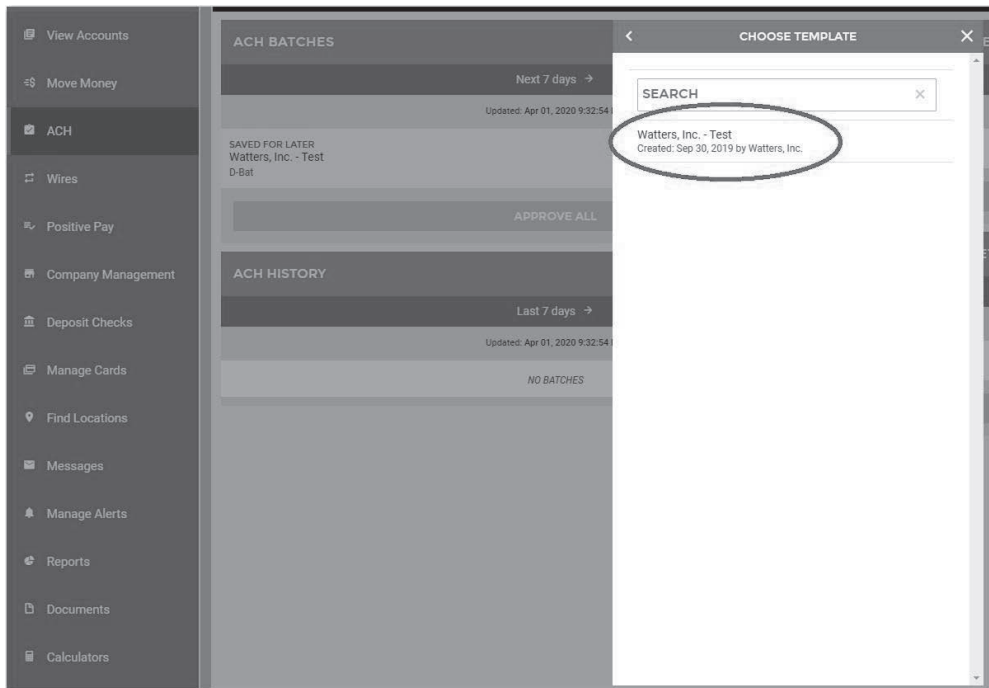 View Accounts
Move Money
ACH
Wires
Positive Pay
Company Management
Deposit Checks
Manage Cards
Find Locations
Messages
Manage Alerts
Reports
Documents
Calculators
ACH BATCHES
Next 7 days →
Updated: Apr 01, 2020 9:32:54
SAVED FOR LATER
Watters, Inc. - Test
D-Bat
APPROVE ALL
ACH HISTORY
Last 7 days →
Updated: Apr 01, 2020 9:32:54
NO BATCHES
CHOOSE TEMPLATE
SEARCH
Watters, Inc. - Test
Created: Sep 30, 2019 by Watters, Inc.